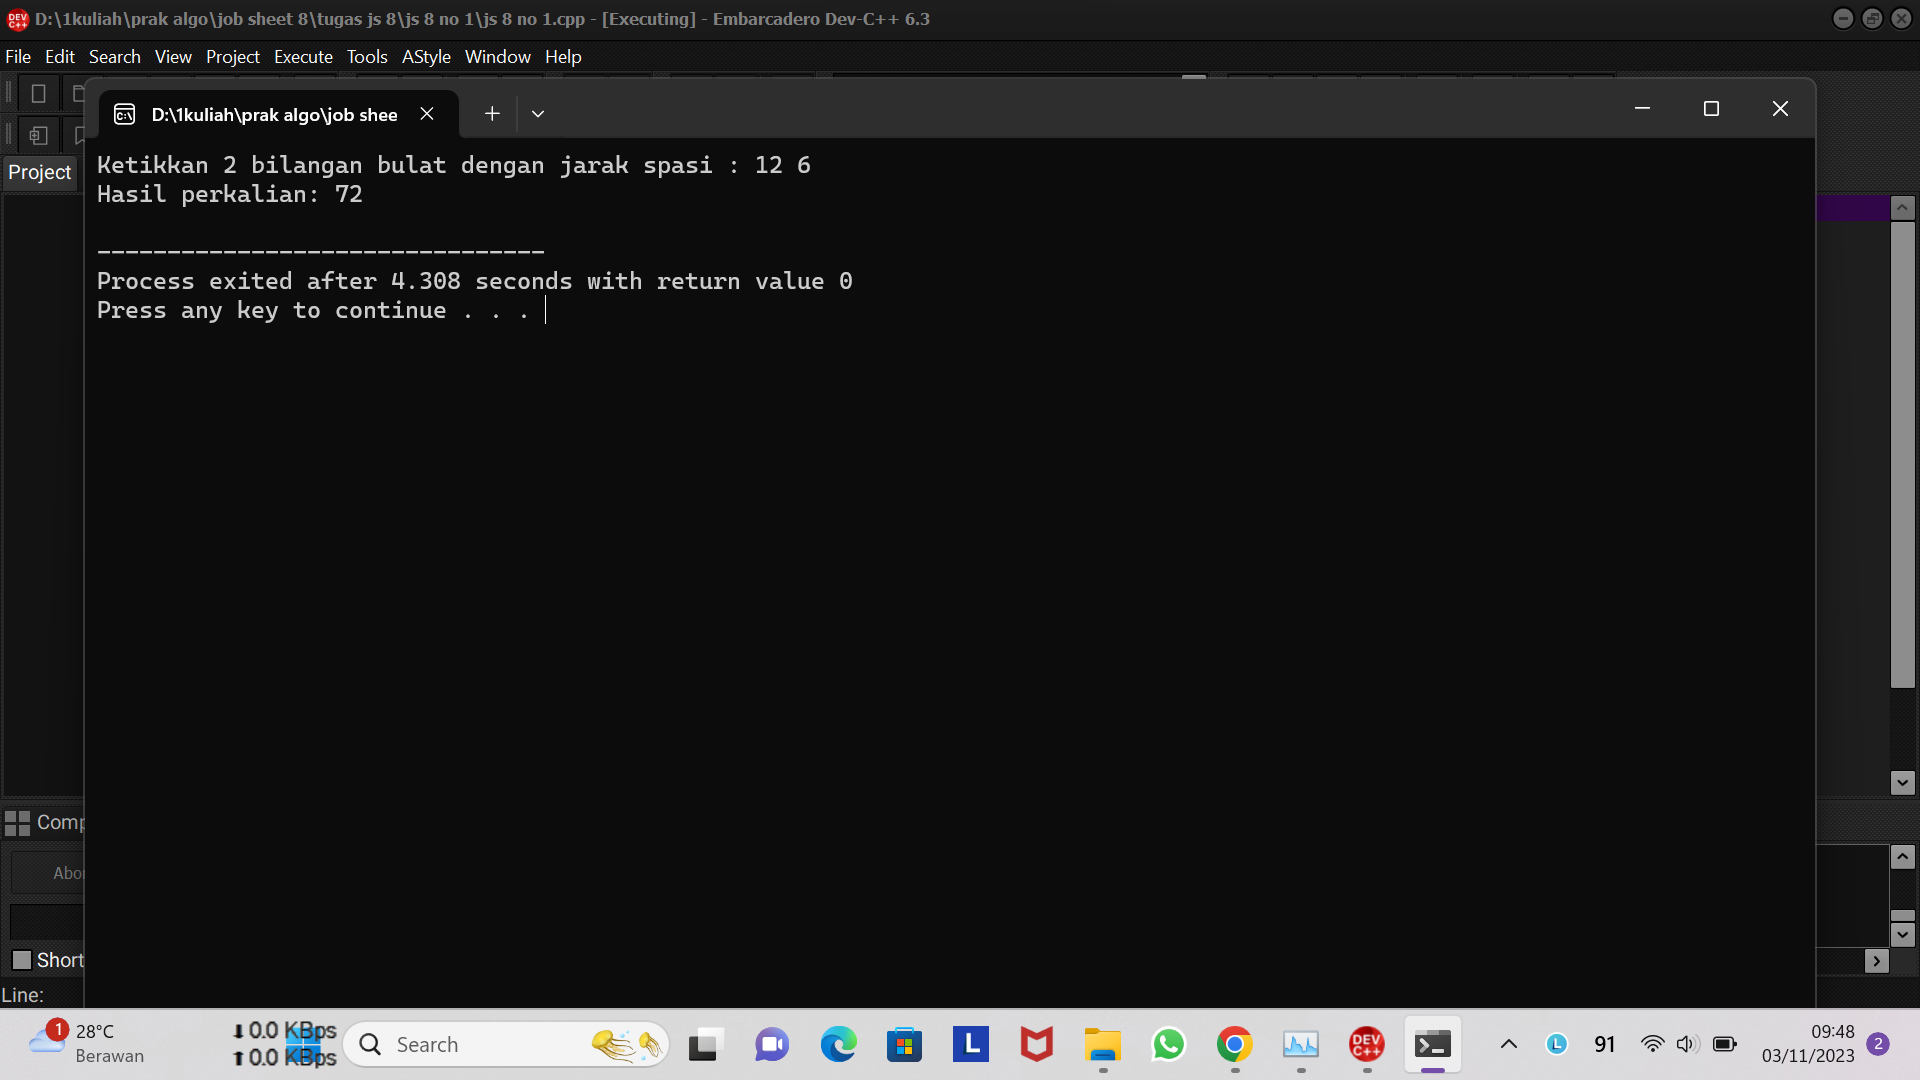 D:\1kuliah\prak algo\job sheet 8\tugas js 8\js 8 no 1\js 8 no 1.cpp - [Executing] - Embarcadero Dev-C++ 6.3
File Edit Search View Project Execute Tools AStyle Window Help
D:\1kuliah\prak algo\job shee
Project
Ketikkan 2 bilangan bulat dengan jarak spasi : 12 6
Hasil perkalian: 72
--------------------------------
Process exited after 4.308 seconds with return value 0
Press any key to continue . . .
Comp
Abo
Short
Line:
1
28°C
Berawan
0.0 KBps
0.0 KBps
Search
L
DEV C++
L
91
09:48
03/11/2023
2